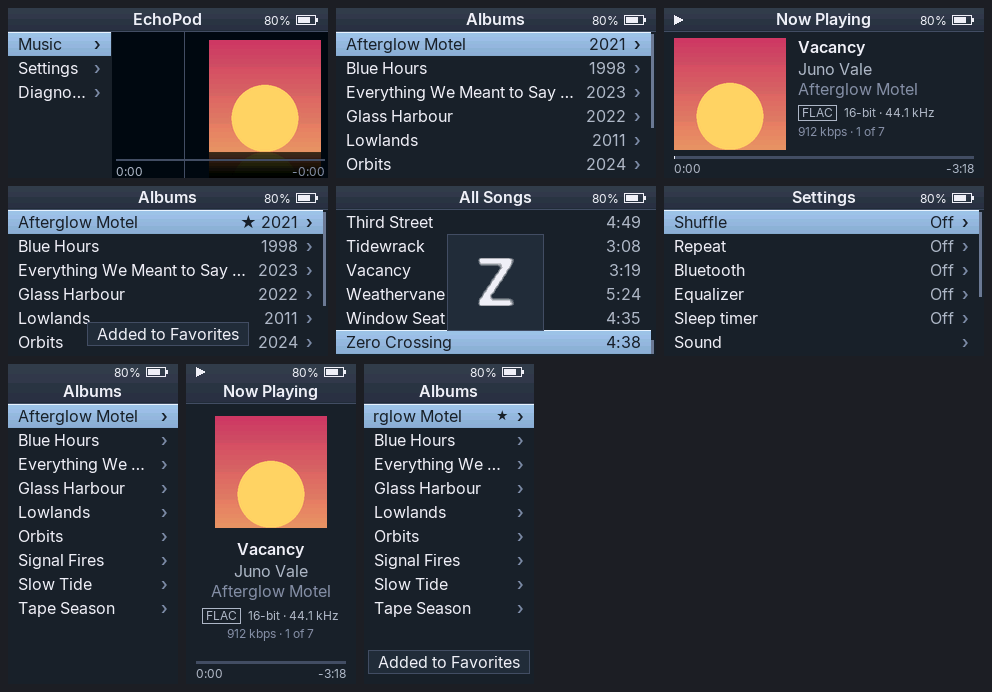 EchoPod 80%
Music ›
Settings ›
Diagno... ›
0:00 -0:00
Albums 80%
Afterglow Motel 2021 ›
Blue Hours 1998 ›
Everything We Meant to Say ... 2023 ›
Glass Harbour 2022 ›
Lowlands 2011 ›
Orbits 2024 ›
Now Playing 80%
Vacancy
Juno Vale
Afterglow Motel
FLAC 16-bit · 44.1 kHz
912 kbps · 1 of 7
0:00 -3:18
Albums 80%
Afterglow Motel ★ 2021 ›
Blue Hours 1998 ›
Everything We Meant to Say ... 2023 ›
Glass Harbour 2022 ›
Lowlands 2011 ›
Added to Favorites
Orbits 2024 ›
All Songs 80%
Third Street 4:49
Tidewrack 3:08
Vacancy 3:19
Z
Weathervane 5:24
Window Seat 4:35
Zero Crossing 4:38
Settings 80%
Shuffle Off ›
Repeat Off ›
Bluetooth Off ›
Equalizer Off ›
Sleep timer Off ›
Sound ›
80%
Albums
Afterglow Motel ›
Blue Hours ›
Everything We ... ›
Glass Harbour ›
Lowlands ›
Orbits ›
Signal Fires ›
Slow Tide ›
Tape Season ›
80%
Now Playing
Vacancy
Juno Vale
Afterglow Motel
FLAC 16-bit · 44.1 kHz
912 kbps · 1 of 7
0:00 -3:18
80%
Albums
rglow Motel ★ ›
Blue Hours ›
Everything We ... ›
Glass Harbour ›
Lowlands ›
Orbits ›
Signal Fires ›
Slow Tide ›
Tape Season ›
Added to Favorites